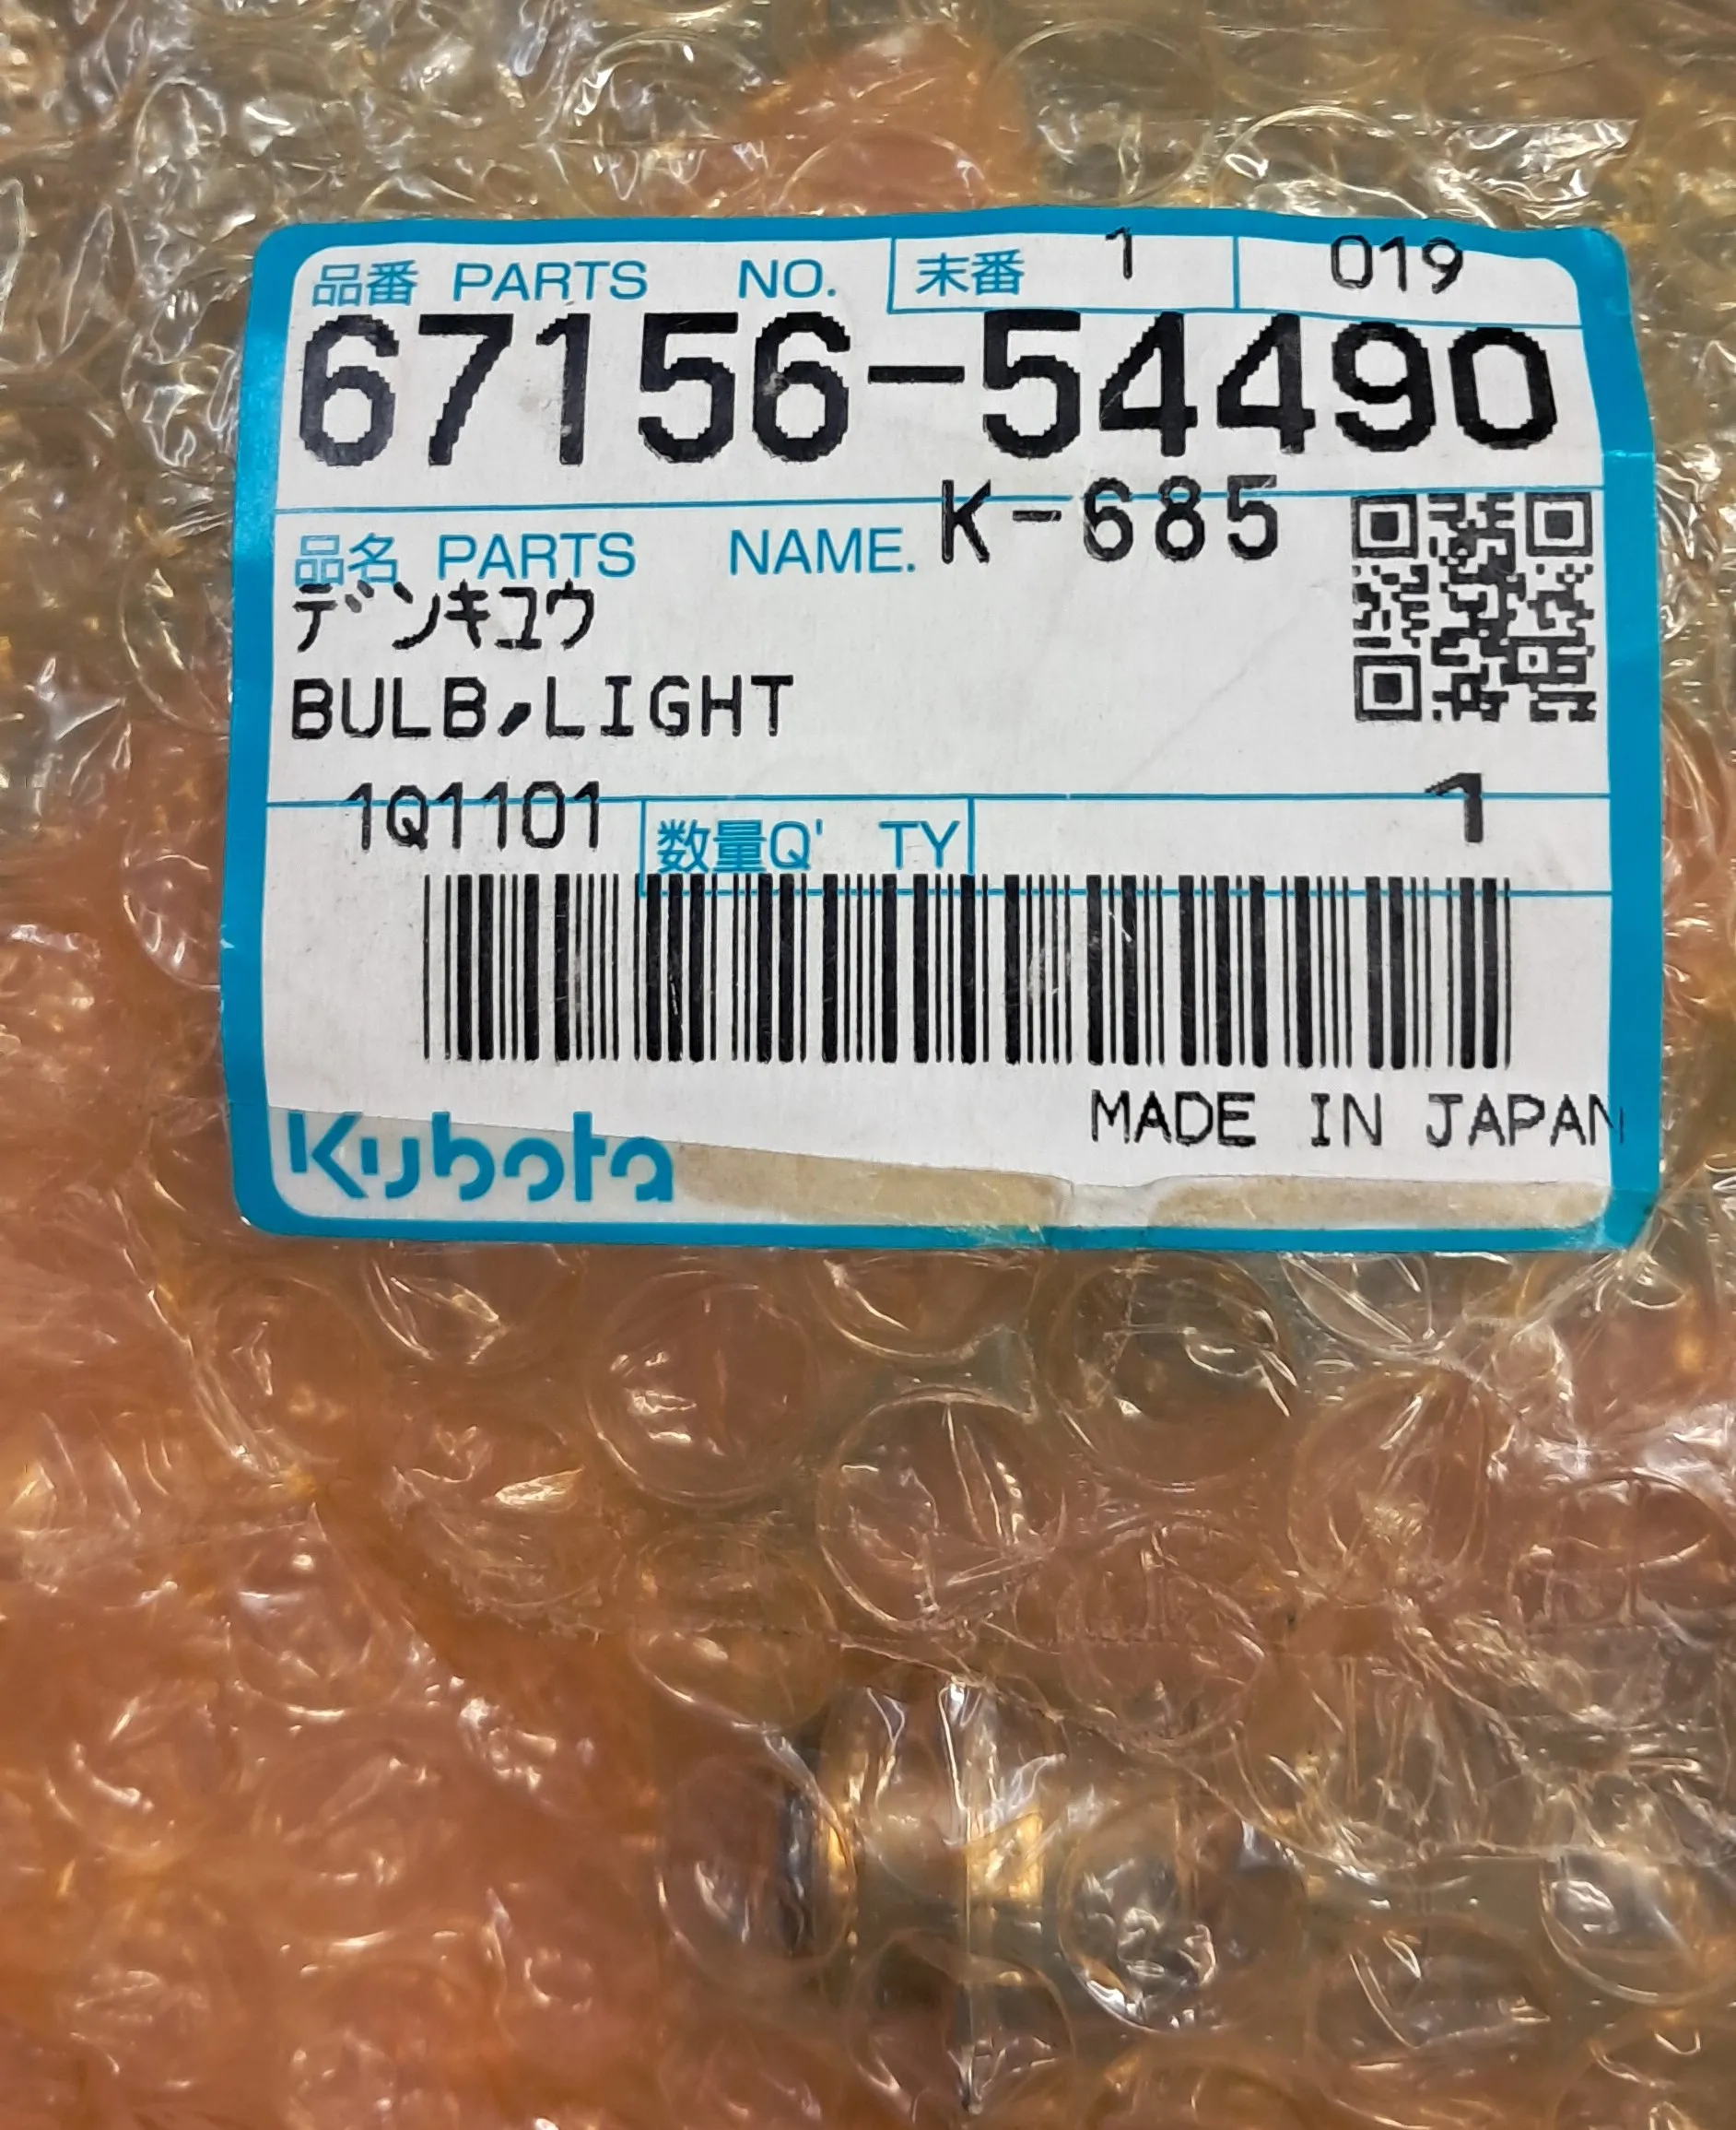 品番 PARTS NO. 末番 1 019
67156-54490
K-685
品名 PARTS NAME.
デンキユウ
BULB,LIGHT
1Q1101 数量Q' TY 1
MADE IN JAPAN
Kubota